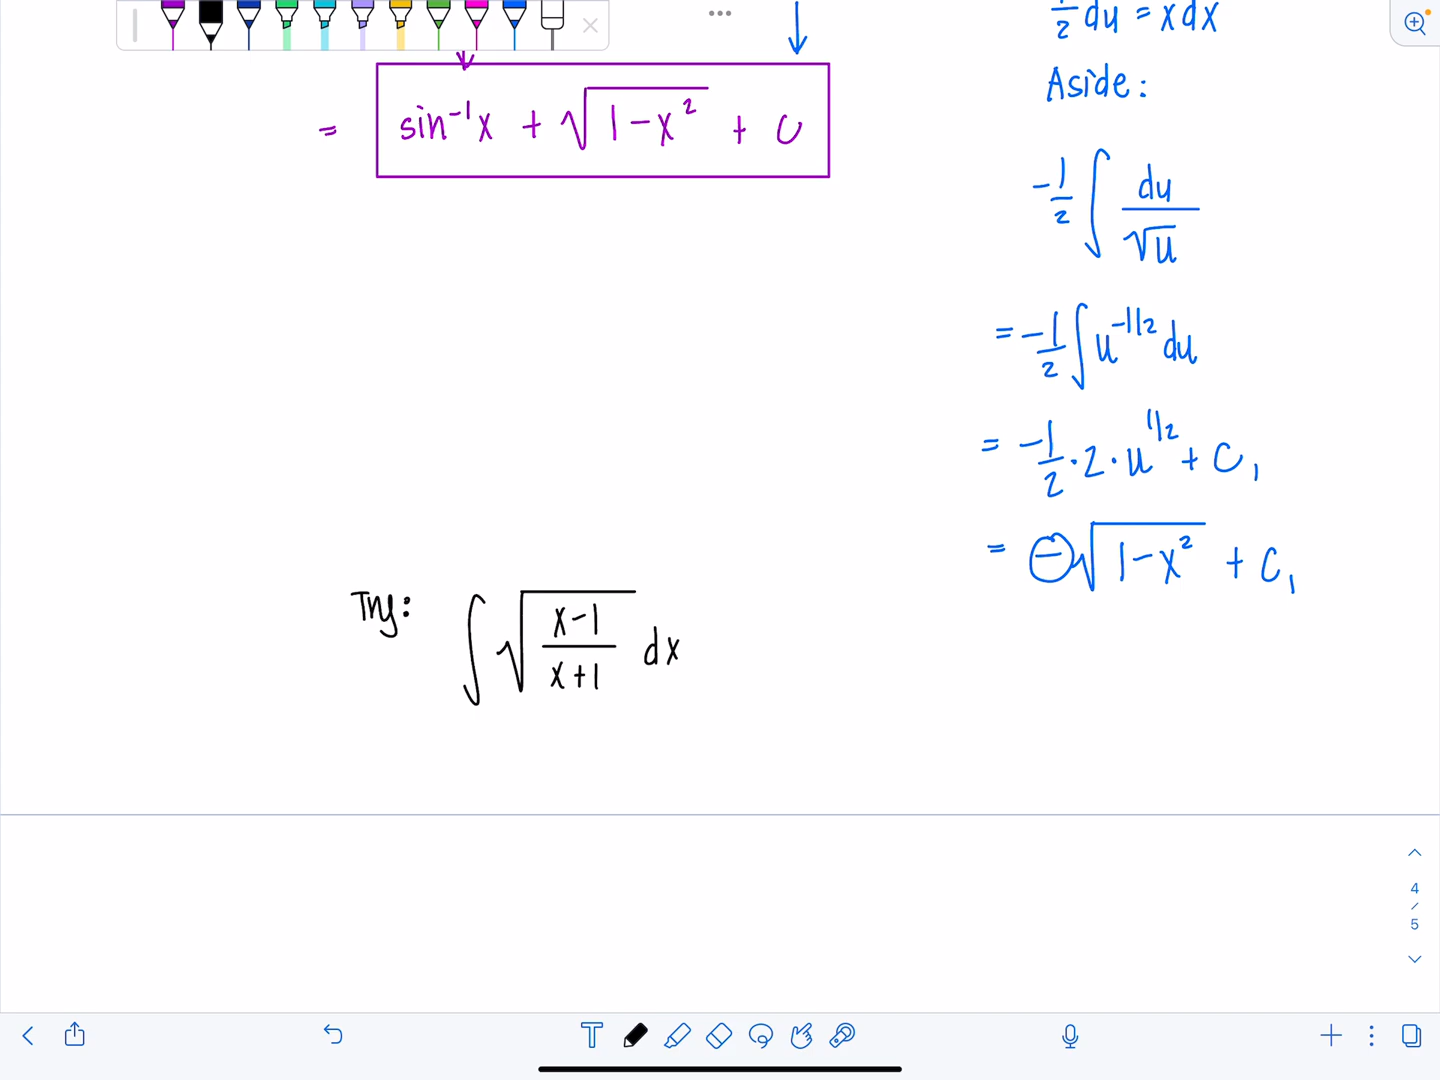 ½ du = x dx
Aside:
= sin⁻¹x + √(1-x²) + C
-1/2 ∫ du/√u
= -1/2 ∫ u^(-1/2) du
= -1/2 · 2 · u^(1/2) + C₁
= ⊖√(1-x²) + C₁
Try: ∫ √((x-1)/(x+1)) dx
4
/
5
T